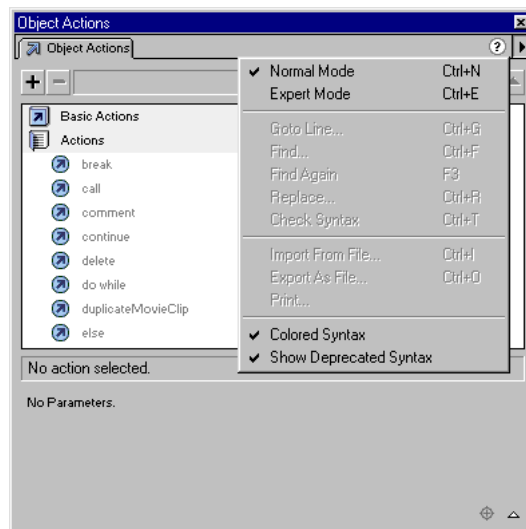 Object Actions
Object Actions
?
Normal Mode Ctrl+N
Expert Mode Ctrl+E
Goto Line... Ctrl+G
Find... Ctrl+F
Find Again F3
Replace... Ctrl+R
Check Syntax Ctrl+T
Import From File... Ctrl+I
Export As File... Ctrl+O
Print...
Colored Syntax
Show Deprecated Syntax
Basic Actions
Actions
break
call
comment
continue
delete
do while
duplicateMovieClip
else
No action selected.
No Parameters.